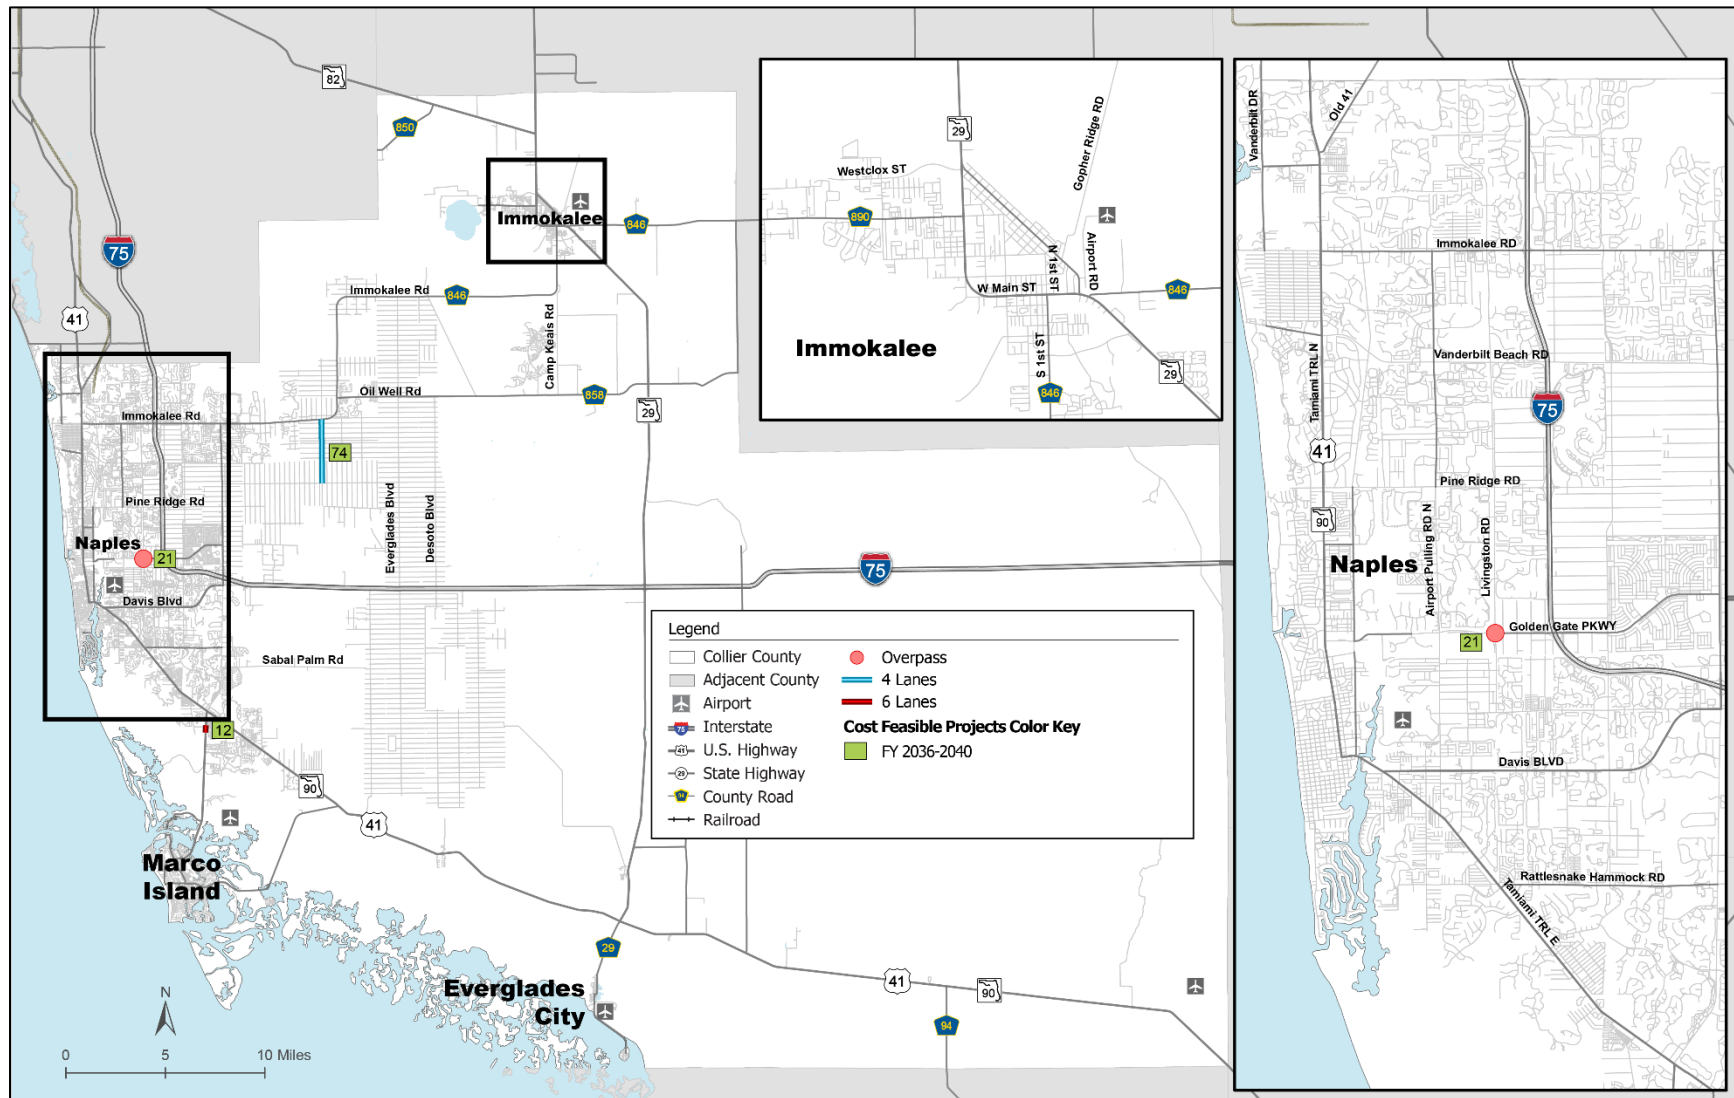 82
850
Immokalee
846
75
Immokalee Rd
846
41
Camp Keais Rd
Oil Well Rd
858
29
Immokalee Rd
74
Pine Ridge Rd
Everglades Blvd
Desoto Blvd
Naples
21
75
Davis Blvd
Sabal Palm Rd
12
90
41
Marco
Island
29
Everglades
City
41
90
94
N
0
5
10 Miles
Legend
Collier County
Adjacent County
Airport
75
Interstate
41
U.S. Highway
29
State Highway
94
County Road
Railroad
Overpass
4 Lanes
6 Lanes
Cost Feasible Projects Color Key
FY 2036-2040
29
Gopher Ridge RD
Westclox ST
890
N 1st ST
Airport RD
W Main ST
846
Immokalee
S 1st ST
29
846
Vanderbilt DR
Old 41
Immokalee RD
Tamiami TRL N
Vanderbilt Beach RD
75
41
Pine Ridge RD
90
Airport Pulling RD N
Livingston RD
Naples
21
Golden Gate PKWY
Davis BLVD
Rattlesnake Hammock RD
Tamiami TRL E